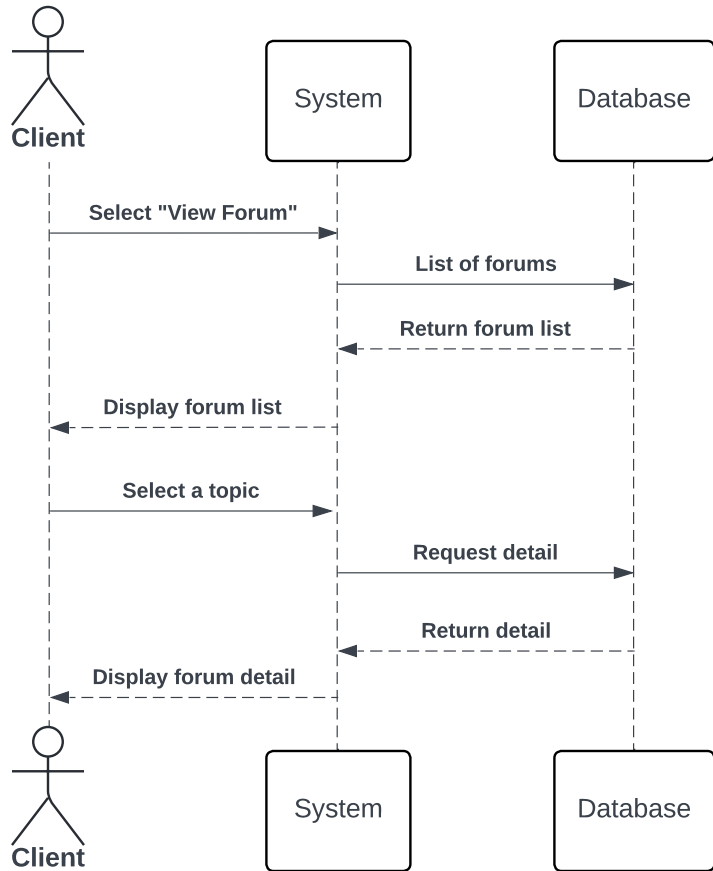 Client
System
Database
Select "View Forum"
List of forums
Return forum list
Display forum list
Select a topic
Request detail
Return detail
Display forum detail
Client
System
Database